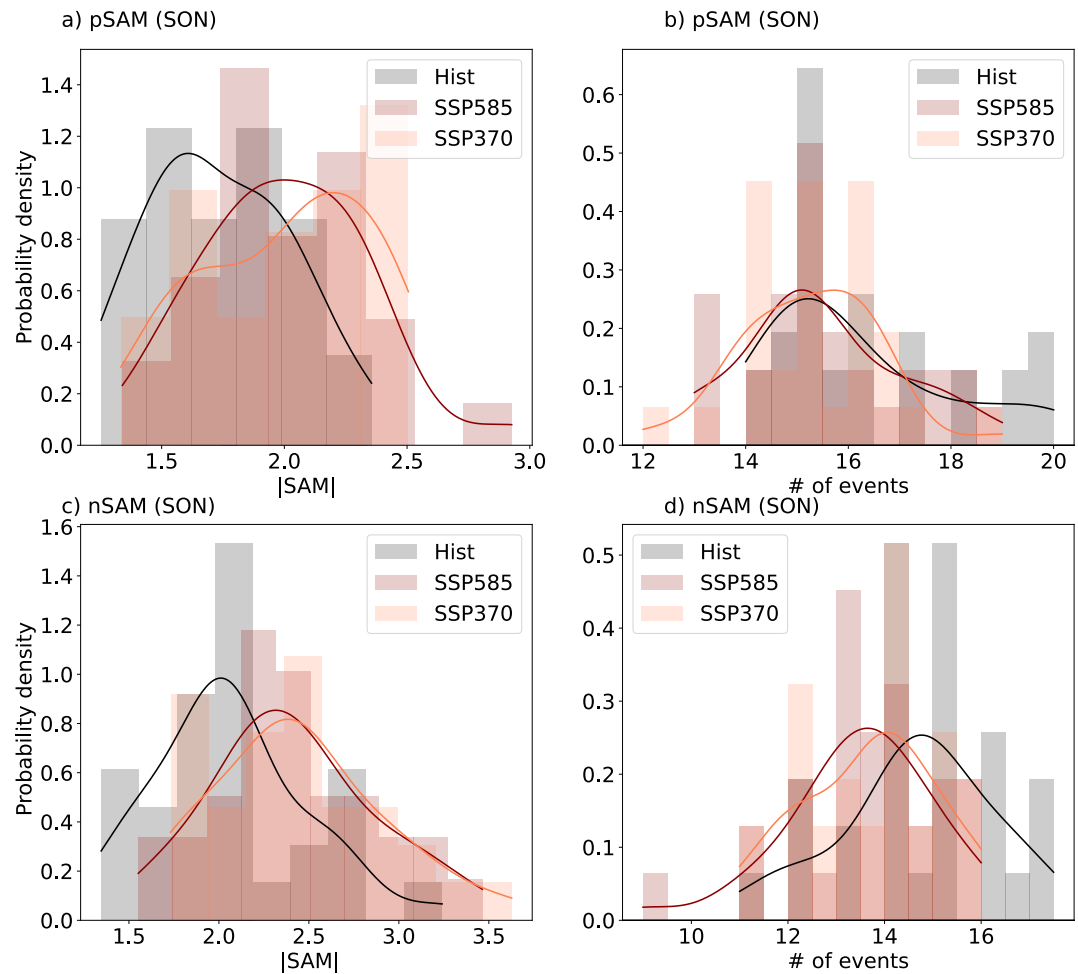 a) pSAM (SON)
Probability density
1.4
1.2
1.0
0.8
0.6
0.4
0.2
0.0
Hist
SSP585
SSP370
1.5 2.0 2.5 3.0
|SAM|
b) pSAM (SON)
0.6
0.5
0.4
0.3
0.2
0.1
0.0
Hist
SSP585
SSP370
12 14 16 18 20
# of events
c) nSAM (SON)
Probability density
1.6
1.4
1.2
1.0
0.8
0.6
0.4
0.2
0.0
Hist
SSP585
SSP370
1.5 2.0 2.5 3.0 3.5
|SAM|
d) nSAM (SON)
0.5
0.4
0.3
0.2
0.1
0.0
Hist
SSP585
SSP370
10 12 14 16
# of events